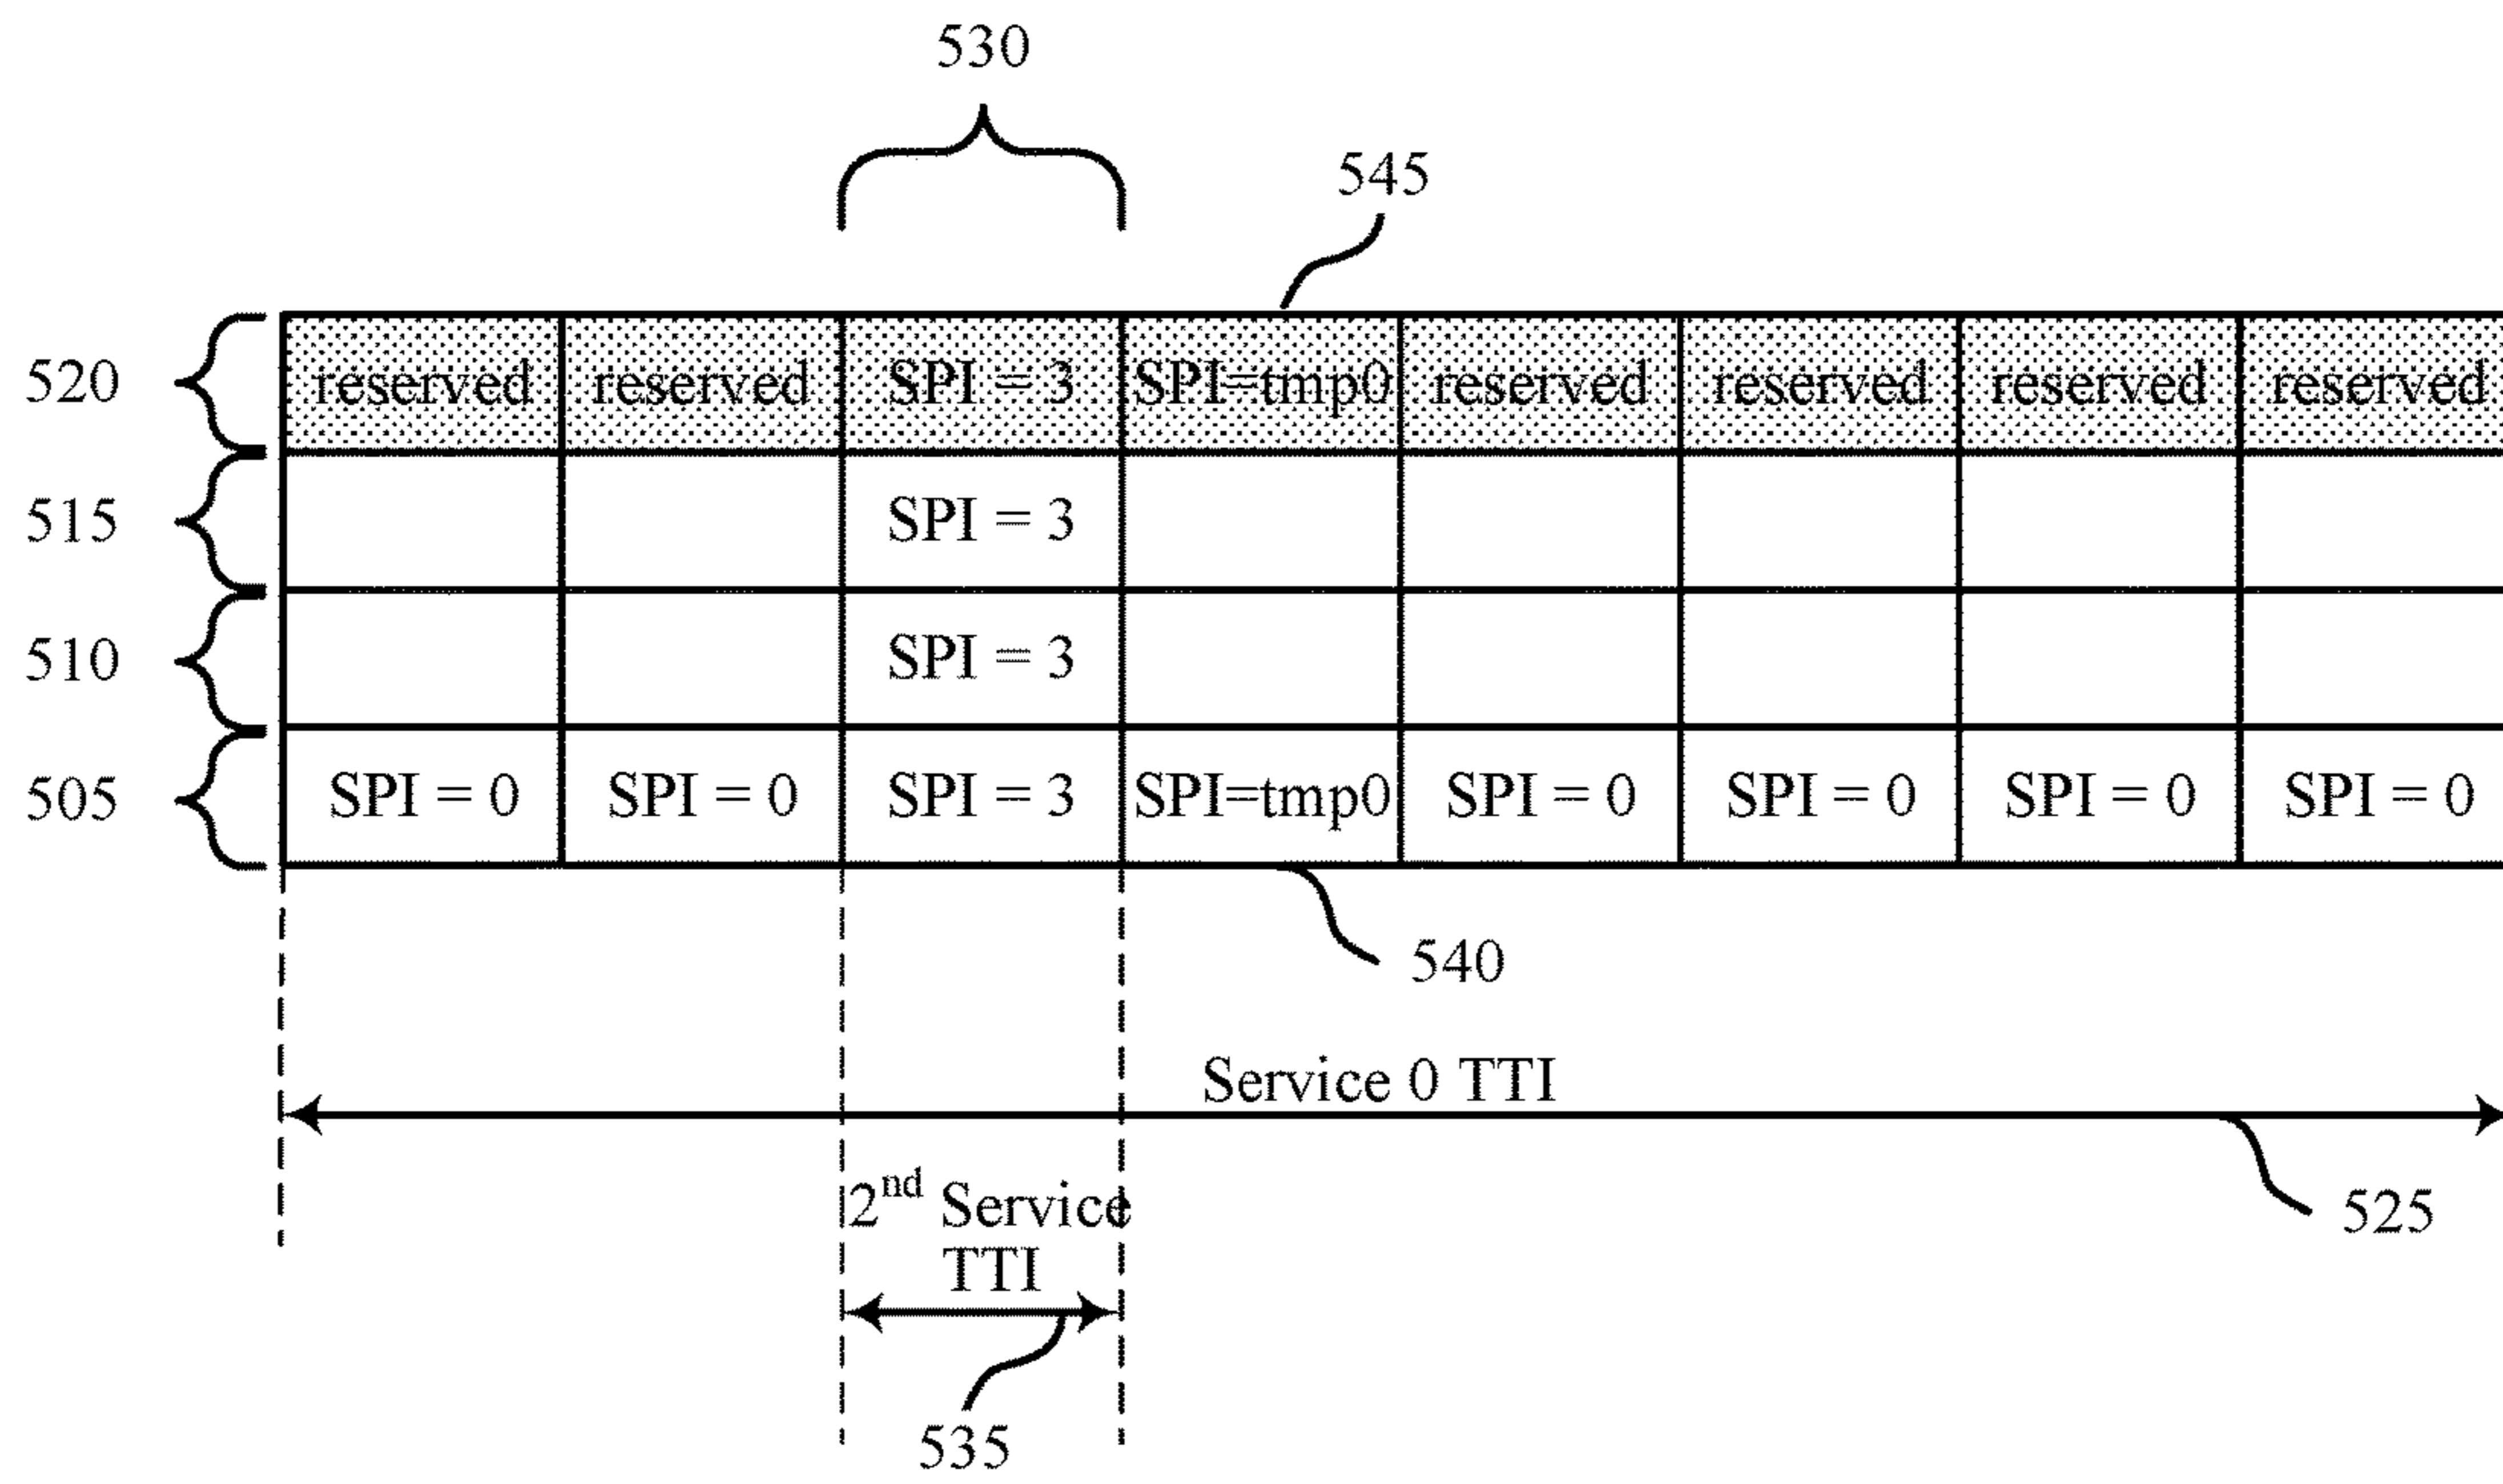 530
545
520 reserved reserved SPI = 3 SPI=tmp0 reserved reserved reserved reserved
515 SPI = 3
510 SPI = 3
505 SPI = 0 SPI = 0 SPI = 3 SPI=tmp0 SPI = 0 SPI = 0 SPI = 0 SPI = 0
540
Service 0 TTI
2nd Service
TTI
525
535